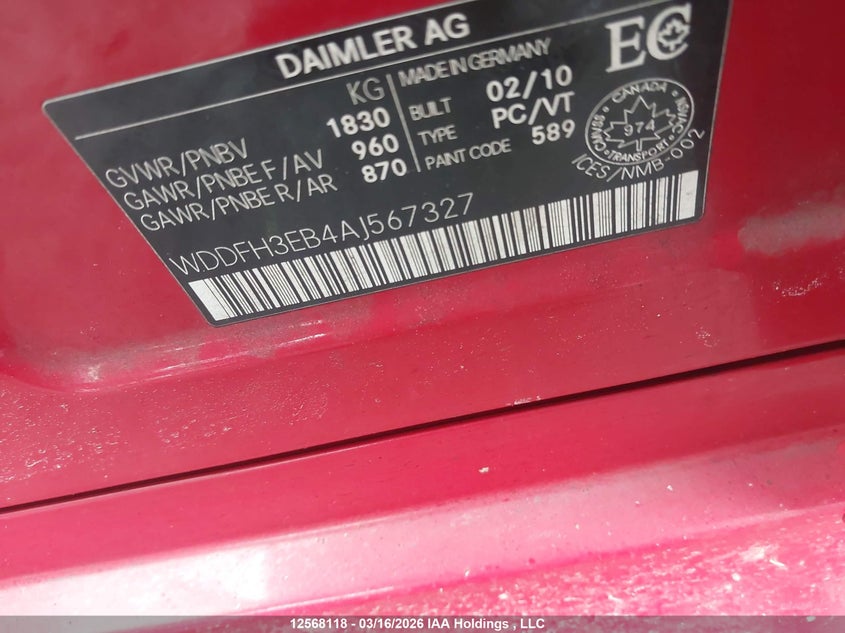 DAIMLER AG
MADE IN GERMANY
EC
KG
GVWR/PNBV 1830
GAWR/PNBE F/AV 960
GAWR/PNBE R/AR 870
BUILT 02/10
TYPE PC/VT
PAINT CODE 589
CANADA
974
TRANSPORT
ICES/NMB-002
WDDFH3EB4AJ567327
12568118 - 03/16/2026 IAA Holdings , LLC